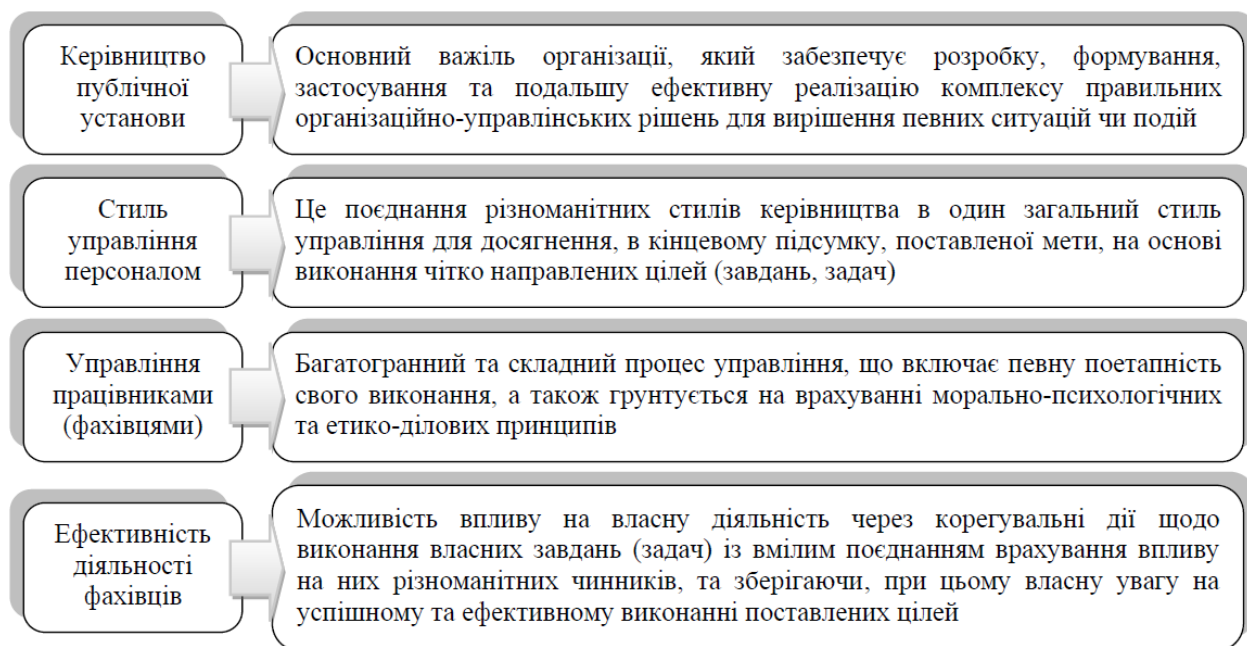 Керівництво
публічної
установи
Основний важіль організації, який забезпечує розробку, формування,
застосування та подальшу ефективну реалізацію комплексу правильних
організаційно-управлінських рішень для вирішення певних ситуацій чи подій
Стиль
управління
персоналом
Це поєднання різноманітних стилів керівництва в один загальний стиль
управління для досягнення, в кінцевому підсумку, поставленої мети, на основі
виконання чітко направлених цілей (завдань, задач)
Управління
працівниками
(фахівцями)
Багатогранний та складний процес управління, що включає певну поетапність
свого виконання, а також грунтується на врахуванні морально-психологічних
та етико-ділових принципів
Ефективність
діяльності
фахівців
Можливість впливу на власну діяльність через корегувальні дії щодо
виконання власних завдань (задач) із вмілим поєднанням врахування впливу
на них різноманітних чинників, та зберігаючи, при цьому власну увагу на
успішному та ефективному виконанні поставлених цілей